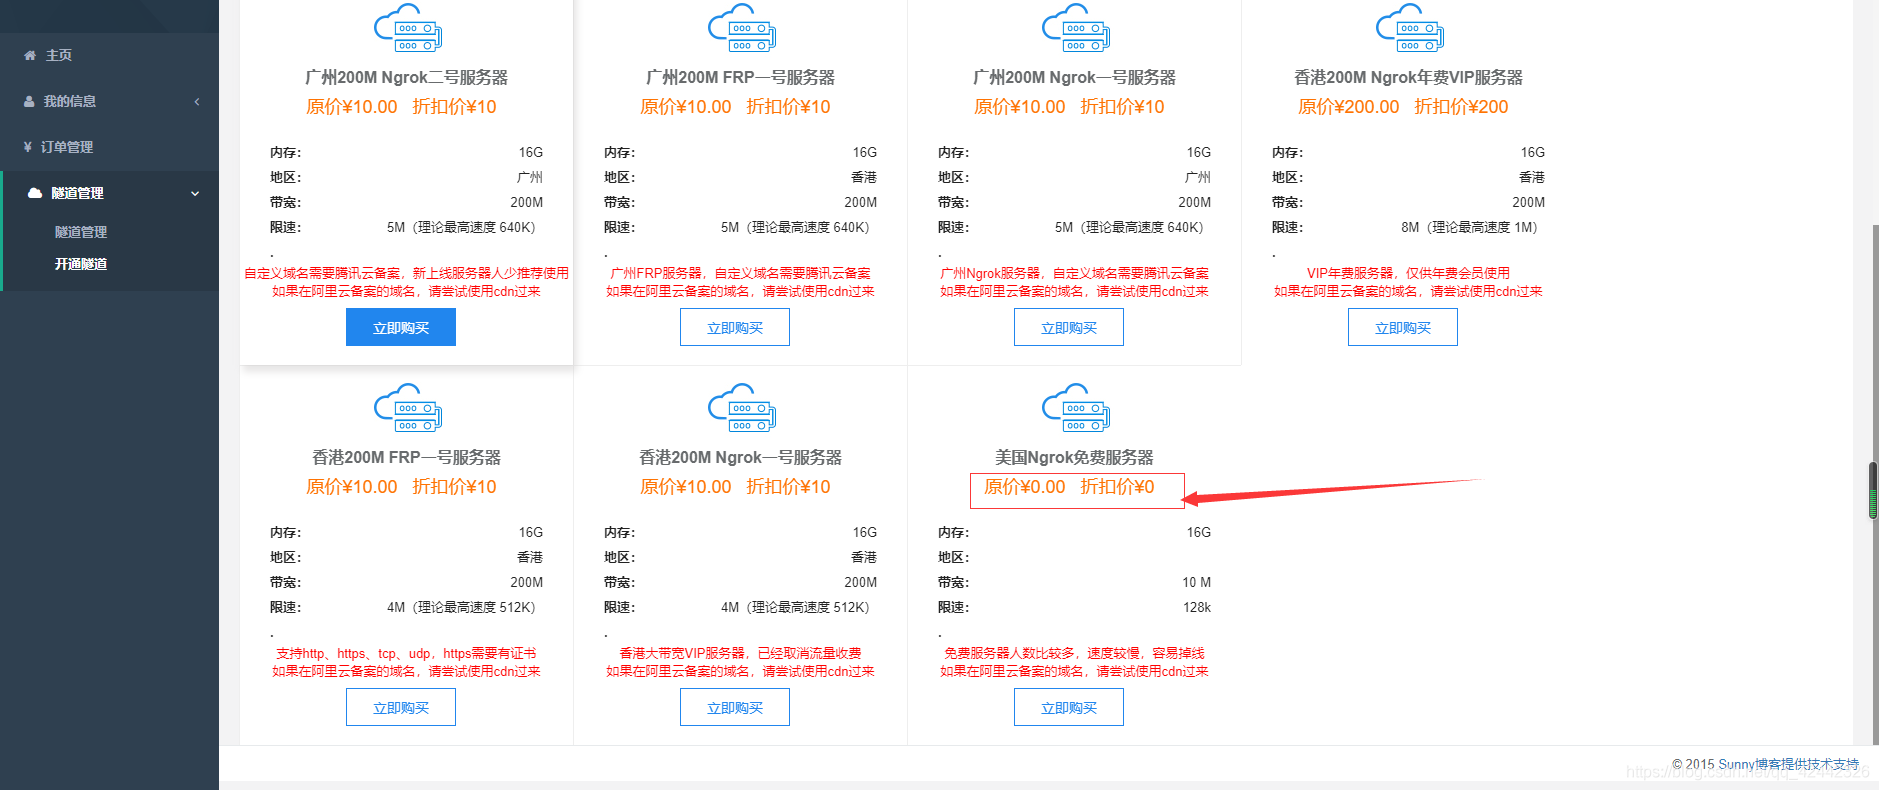 主页
我的信息
¥ 订单管理
隧道管理
隧道管理
开通隧道
广州200M Ngrok二号服务器
原价¥10.00 折扣价¥10
内存： 16G
地区： 广州
带宽： 200M
限速： 5M（理论最高速度 640K）
.
自定义域名需要腾讯云备案，新上线服务器人少推荐使用
如果在阿里云备案的域名，请尝试使用cdn过来
立即购买
广州200M FRP一号服务器
原价¥10.00 折扣价¥10
内存： 16G
地区： 香港
带宽： 200M
限速： 5M（理论最高速度 640K）
.
广州FRP服务器，自定义域名需要腾讯云备案
如果在阿里云备案的域名，请尝试使用cdn过来
立即购买
广州200M Ngrok一号服务器
原价¥10.00 折扣价¥10
内存： 16G
地区： 广州
带宽： 200M
限速： 5M（理论最高速度 640K）
.
广州Ngrok服务器，自定义域名需要腾讯云备案
如果在阿里云备案的域名，请尝试使用cdn过来
立即购买
香港200M Ngrok年费VIP服务器
原价¥200.00 折扣价¥200
内存： 16G
地区： 香港
带宽： 200M
限速： 8M（理论最高速度 1M）
.
VIP年费服务器，仅供年费会员使用
如果在阿里云备案的域名，请尝试使用cdn过来
立即购买
香港200M FRP一号服务器
原价¥10.00 折扣价¥10
内存： 16G
地区： 香港
带宽： 200M
限速： 4M（理论最高速度 512K）
.
支持http、https、tcp、udp，https需要有证书
如果在阿里云备案的域名，请尝试使用cdn过来
立即购买
香港200M Ngrok一号服务器
原价¥10.00 折扣价¥10
内存： 16G
地区： 香港
带宽： 200M
限速： 4M（理论最高速度 512K）
.
香港大带宽VIP服务器，已经取消流量收费
如果在阿里云备案的域名，请尝试使用cdn过来
立即购买
美国Ngrok免费服务器
原价¥0.00 折扣价¥0
内存： 16G
地区：
带宽： 10 M
限速： 128k
.
免费服务器人数比较多，速度较慢，容易掉线
如果在阿里云备案的域名，请尝试使用cdn过来
立即购买
© 2015 Sunny博客提供技术支持
https://blog.csdn.net/qq_42442326